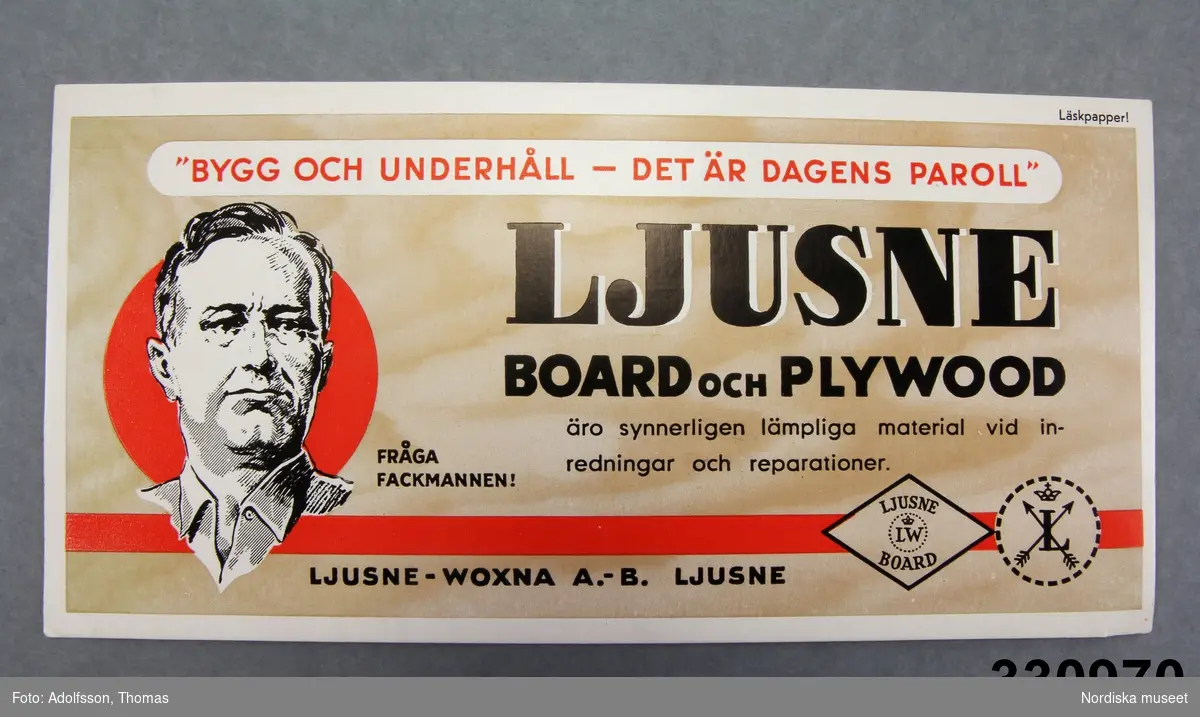 Läskpapper!
"BYGG OCH UNDERHÅLL — DET ÄR DAGENS PAROLL"
LJUSNE
BOARD OCH PLYWOOD
äro synnerligen lämpliga material vid in-
redningar och reparationer.
FRÅGA
FACKMANNEN!
LJUSNE
LW
BOARD
L
LJUSNE-WOXNA A.-B. LJUSNE
330970
Foto: Adolfsson, Thomas
Nordiska museet